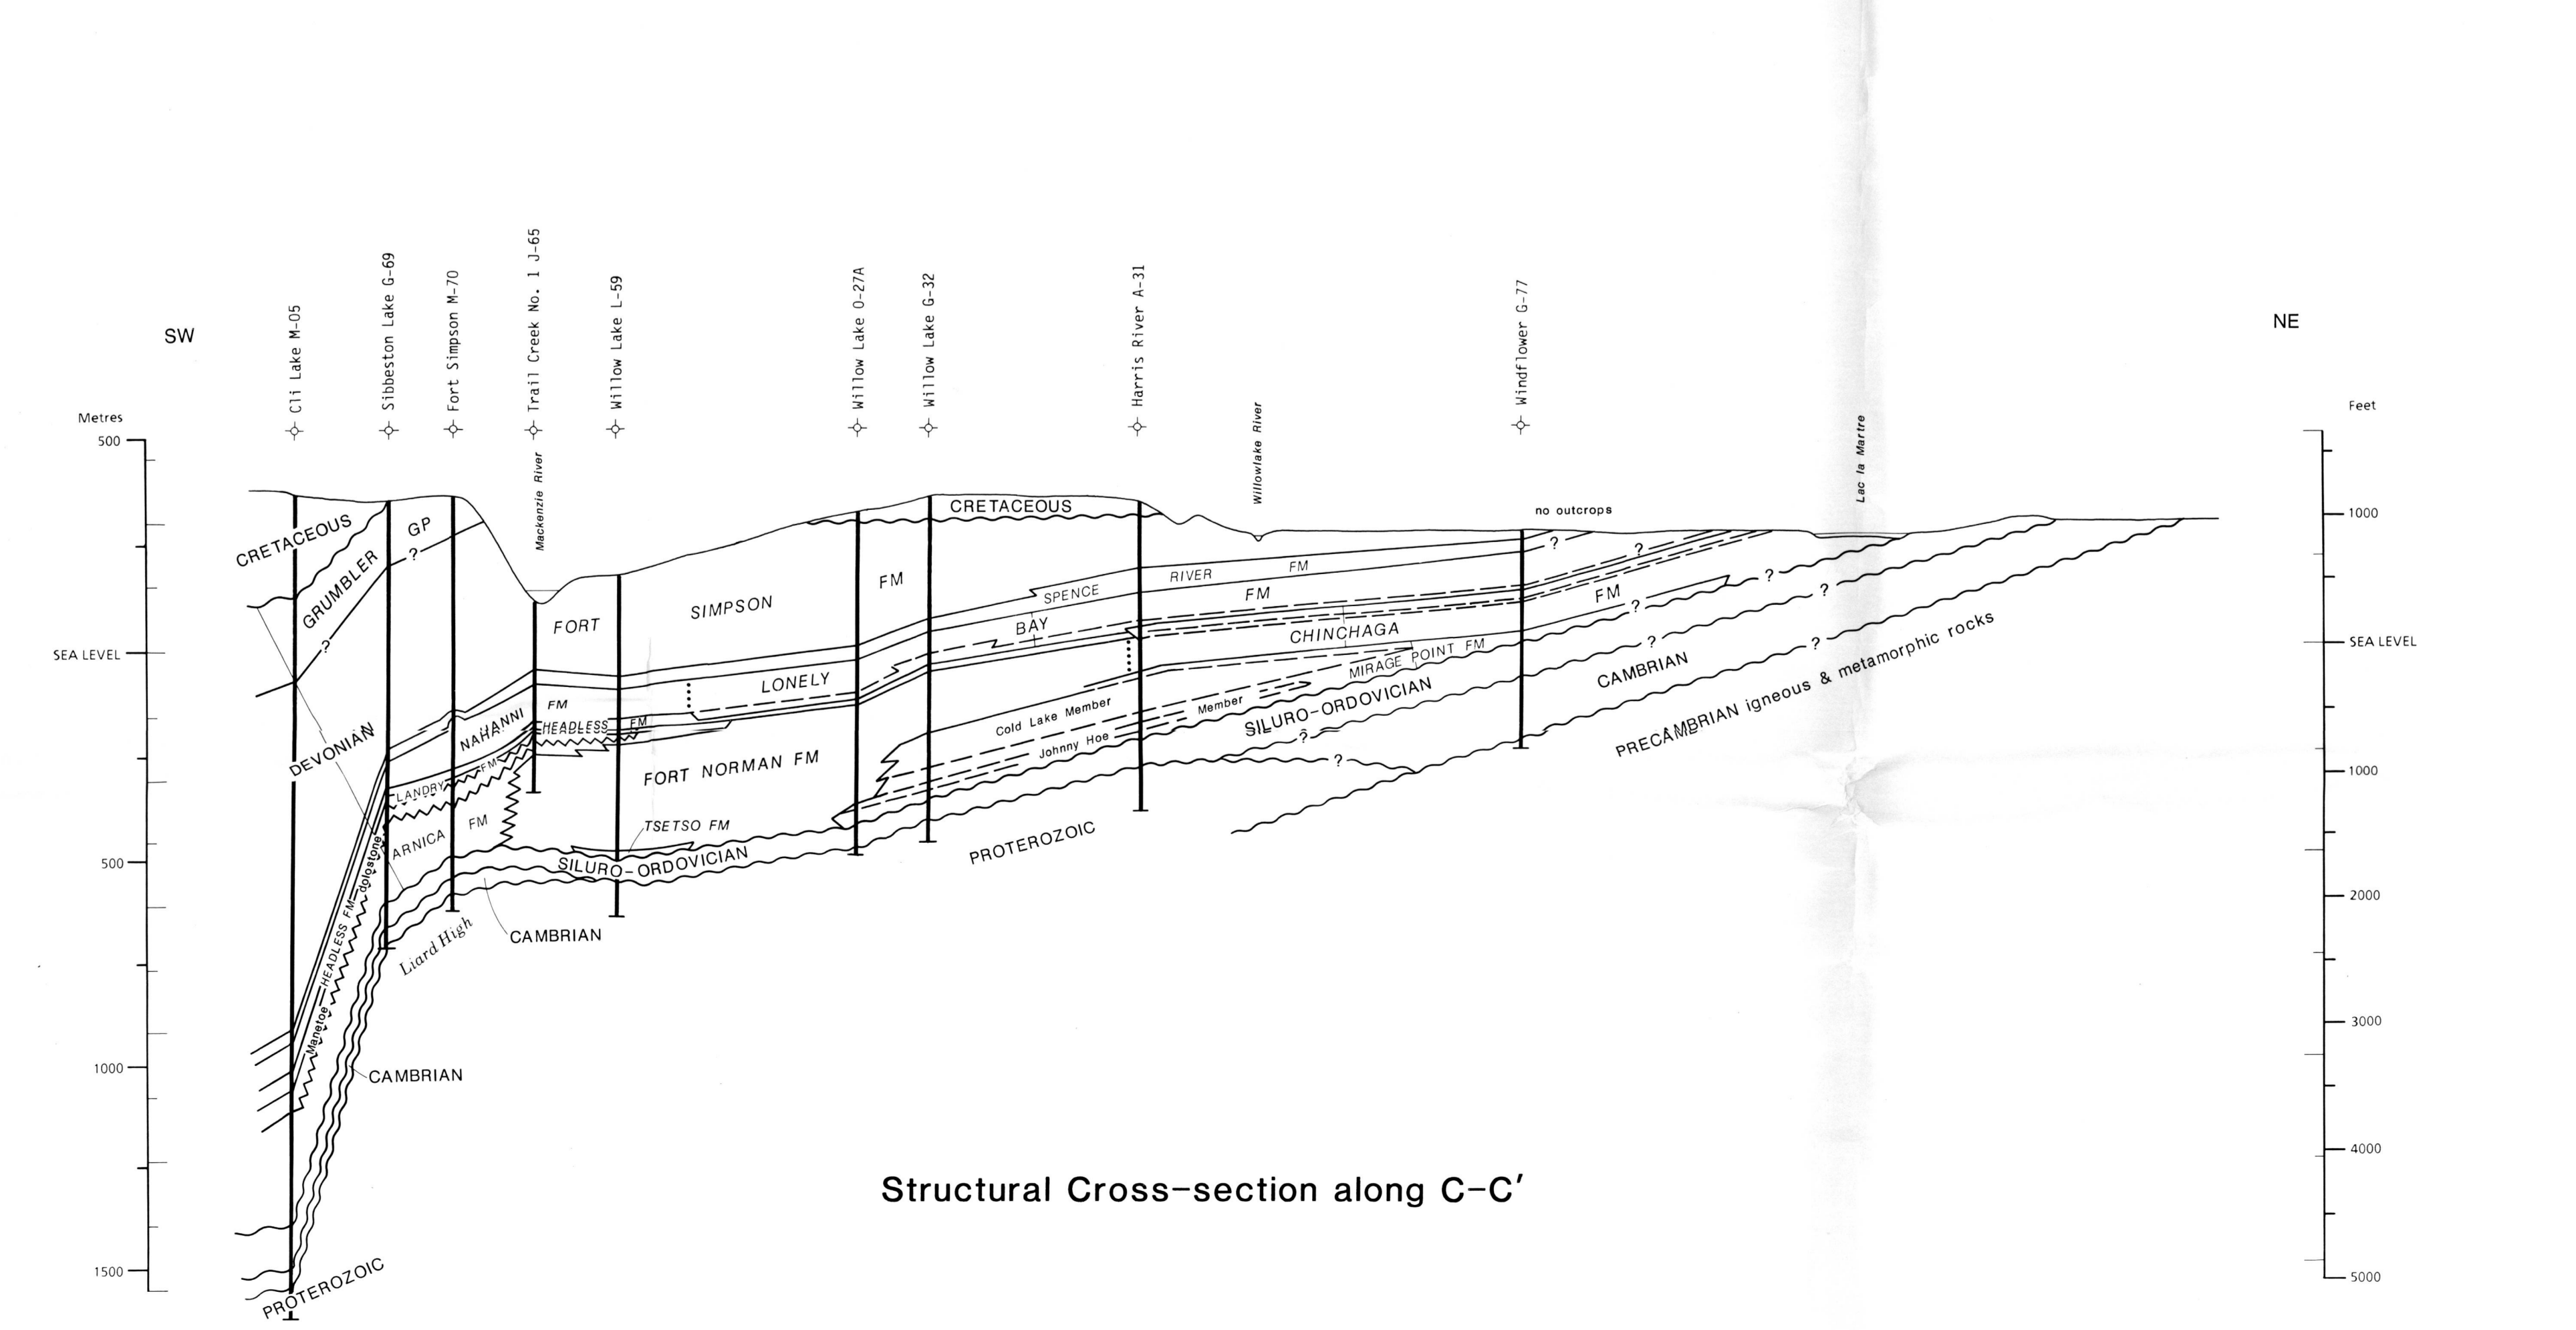 SW
NE
Cli Lake M-05
Sibbeston Lake G-69
Fort Simpson M-70
Trail Creek No. 1 J-65
Willow Lake L-59
Willow Lake O-27A
Willow Lake G-32
Harris River A-31
Windflower G-77
Mackenzie River
Willowlake River
Lac la Martre
Metres
500
SEA LEVEL
500
1000
1500
Feet
1000
SEA LEVEL
1000
2000
3000
4000
5000
no outcrops
CRETACEOUS
GRUMBLER GP
?
?
CRETACEOUS
FORT SIMPSON FM
SPENCE RIVER FM
?
?
LONELY BAY FM
DEVONIAN
NAHANNI FM
HEADLESS FM
LANDRY FM
ARNICA FM
CHINCHAGA FM
?
?
?
MIRAGE POINT FM
Cold Lake Member
Johnny Hoe Member
FORT NORMAN FM
TSETSO FM
SILURO-ORDOVICIAN
SILURO-ORDOVICIAN
?
?
?
?
CAMBRIAN
PRECAMBRIAN igneous & metamorphic rocks
PROTEROZOIC
Manetoe dolostone
HEADLESS FM
Liard High
CAMBRIAN
CAMBRIAN
PROTEROZOIC
Structural Cross-section along C-C′